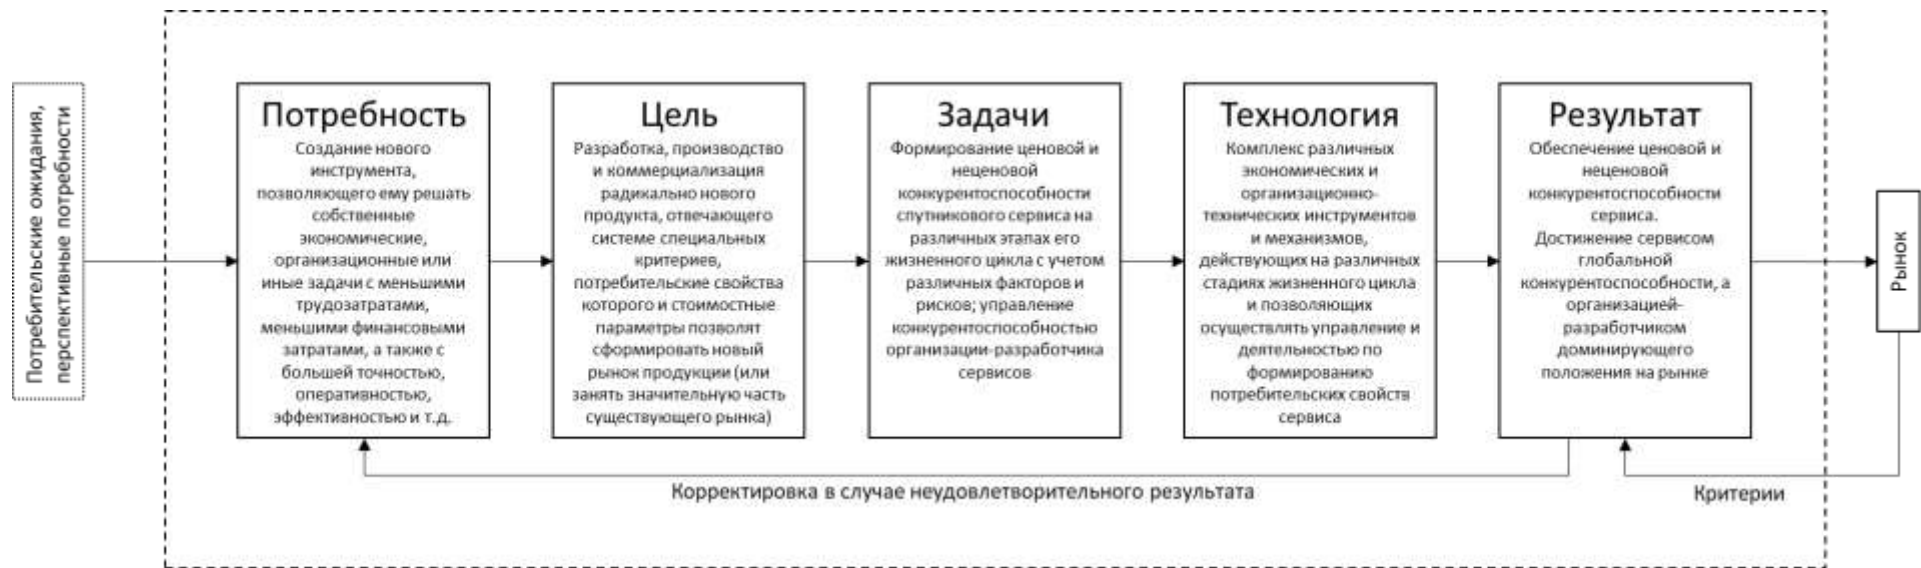 Потребительские ожидания,
перспективные потребности
Потребность
Создание нового
инструмента,
позволяющего ему решать
собственные
экономические,
организационные или
иные задачи с меньшими
трудозатратами,
меньшими финансовыми
затратами, а также с
большей точностью,
оперативностью,
эффективностью и т.д.
Цель
Разработка, производство
и коммерциализация
радикально нового
продукта, отвечающего
системе специальных
критериев,
потребительские свойства
которого и стоимостные
параметры позволят
сформировать новый
рынок продукции (или
занять значительную часть
существующего рынка)
Задачи
Формирование ценовой и
неценовой
конкурентоспособности
спутникового сервиса на
различных этапах его
жизненного цикла с учетом
различных факторов и
рисков; управление
конкурентоспособностью
организации-разработчика
сервисов
Технология
Комплекс различных
экономических и
организационно-
технических инструментов
и механизмов,
действующих на различных
стадиях жизненного цикла
и позволяющих
осуществлять управление и
деятельностью по
формированию
потребительских свойств
сервиса
Результат
Обеспечение ценовой и
неценовой
конкурентоспособности
сервиса.
Достижение сервисом
глобальной
конкурентоспособности, а
организацией-
разработчиком
доминирующего
положения на рынке
Рынок
Корректировка в случае неудовлетворительного результата
Критерии